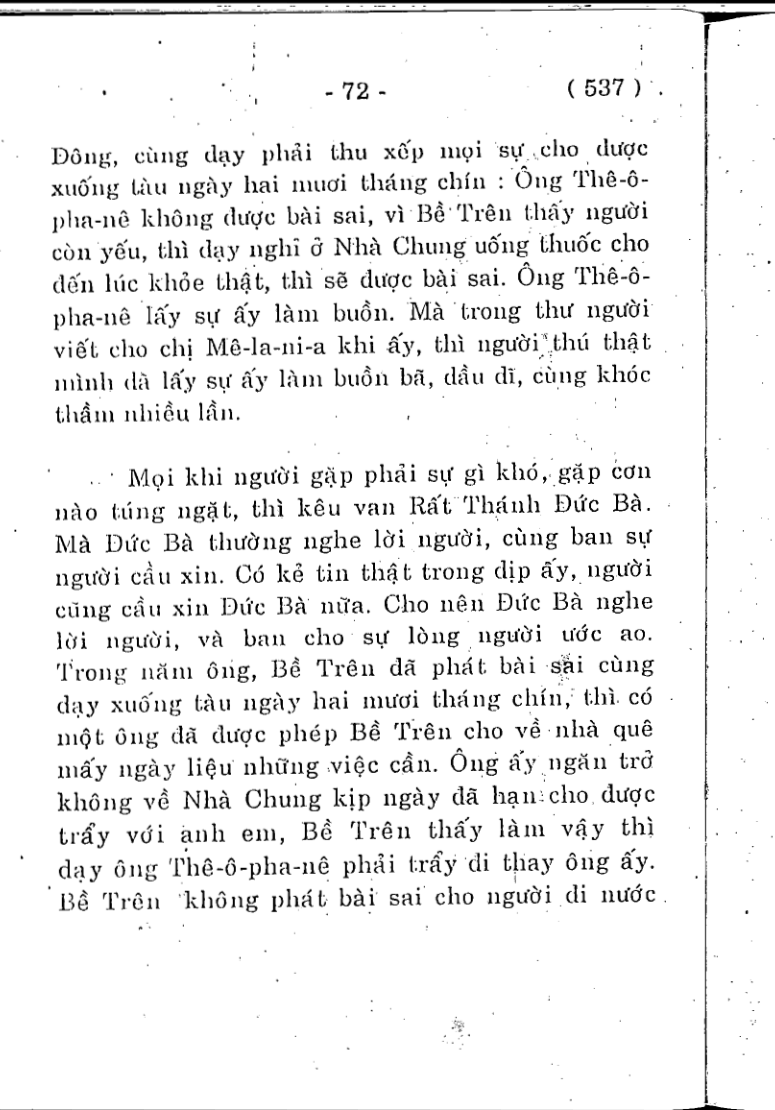 - 72 - ( 537 )
Đông, cùng dạy phải thu xếp mọi sự cho được
xuống tàu ngày hai mươi tháng chín : Ông Thê-ô-
pha-nê không được bài sai, vì Bề Trên thấy người
còn yếu, thì dạy nghỉ ở Nhà Chung uống thuốc cho
đến lúc khỏe thật, thì sẽ được bài sai. Ông Thê-ô-
pha-nê lấy sự ấy làm buồn. Mà trong thư người
viết cho chị Mê-la-ni-a khi ấy, thì người thú thật
mình đã lấy sự ấy làm buồn bã, dầu dĩ, cùng khóc
thầm nhiều lần.
Mọi khi người gặp phải sự gì khó, gặp cơn
nào túng ngặt, thì kêu van Rất Thánh Đức Bà.
Mà Đức Bà thường nghe lời người, cùng ban sự
người cầu xin. Có kẻ tin thật trong dịp ấy, người
cũng cầu xin Đức Bà nữa. Cho nên Đức Bà nghe
lời người, và ban cho sự lòng người ước ao.
Trong năm ông, Bề Trên đã phát bài sai cùng
dạy xuống tàu ngày hai mươi tháng chín, thì có
một ông đã được phép Bề Trên cho về nhà quê
mấy ngày liệu những việc cần. Ông ấy ngăn trở
không về Nhà Chung kịp ngày đã hạn cho được
trẩy với anh em, Bề Trên thấy làm vậy thì
dạy ông Thê-ô-pha-nê phải trẩy đi thay ông ấy.
Bề Trên không phát bài sai cho người đi nước